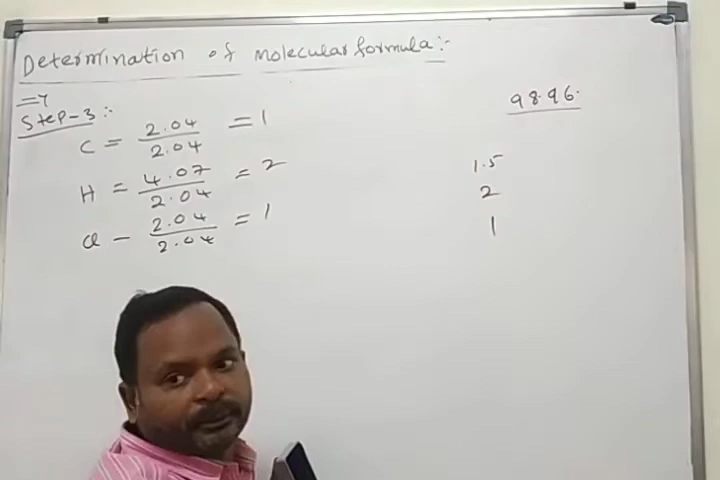 Determination of molecular formula:-
Step-3:-
98.96.
C = 2.04/2.04 = 1
H = 4.07/2.04 = 2
Cl - 2.04/2.04 = 1
1.5
2
1